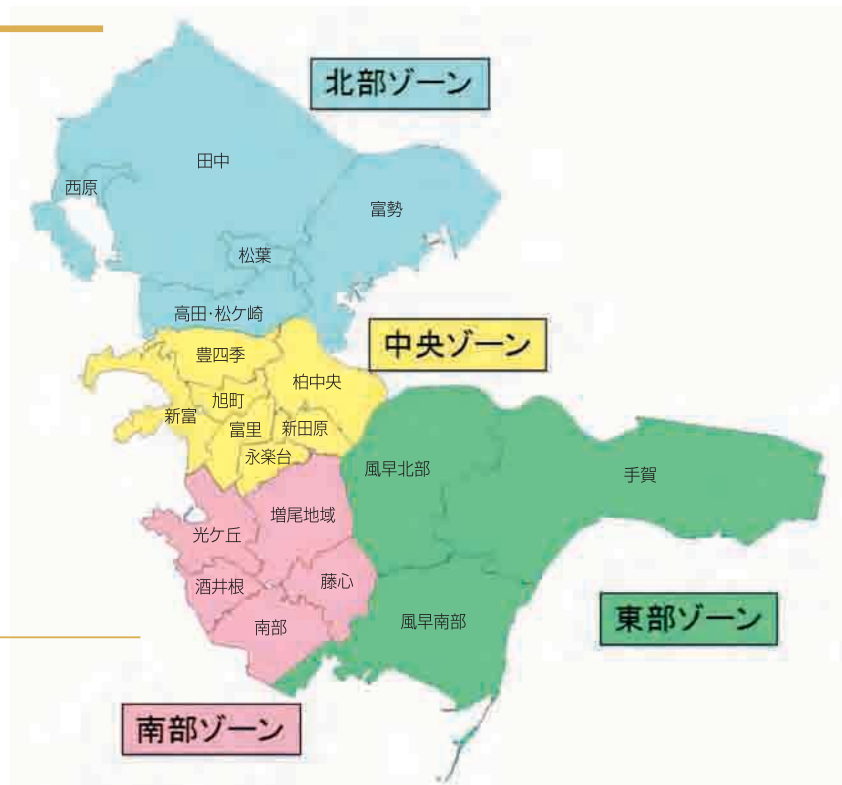 北部ゾーン
田中
西原
富勢
松葉
高田・松ケ崎
中央ゾーン
豊四季
柏中央
旭町
新富
富里
新田原
永楽台
風早北部
手賀
増尾地域
光ケ丘
藤心
酒井根
南部
風早南部
東部ゾーン
南部ゾーン